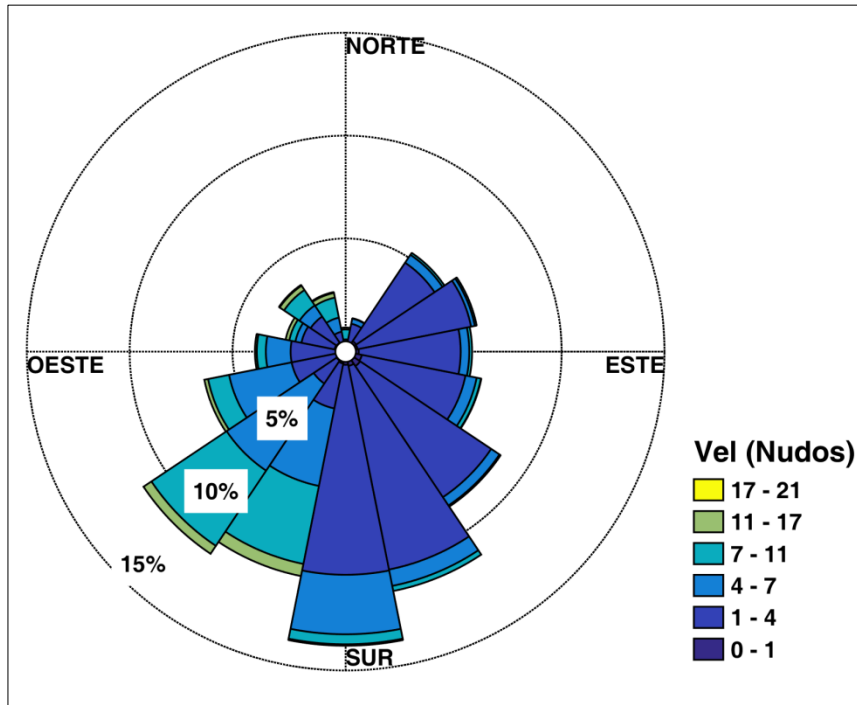 NORTE
OESTE
ESTE
5%
10%
15%
SUR
Vel (Nudos)
17 - 21
11 - 17
7 - 11
4 - 7
1 - 4
0 - 1